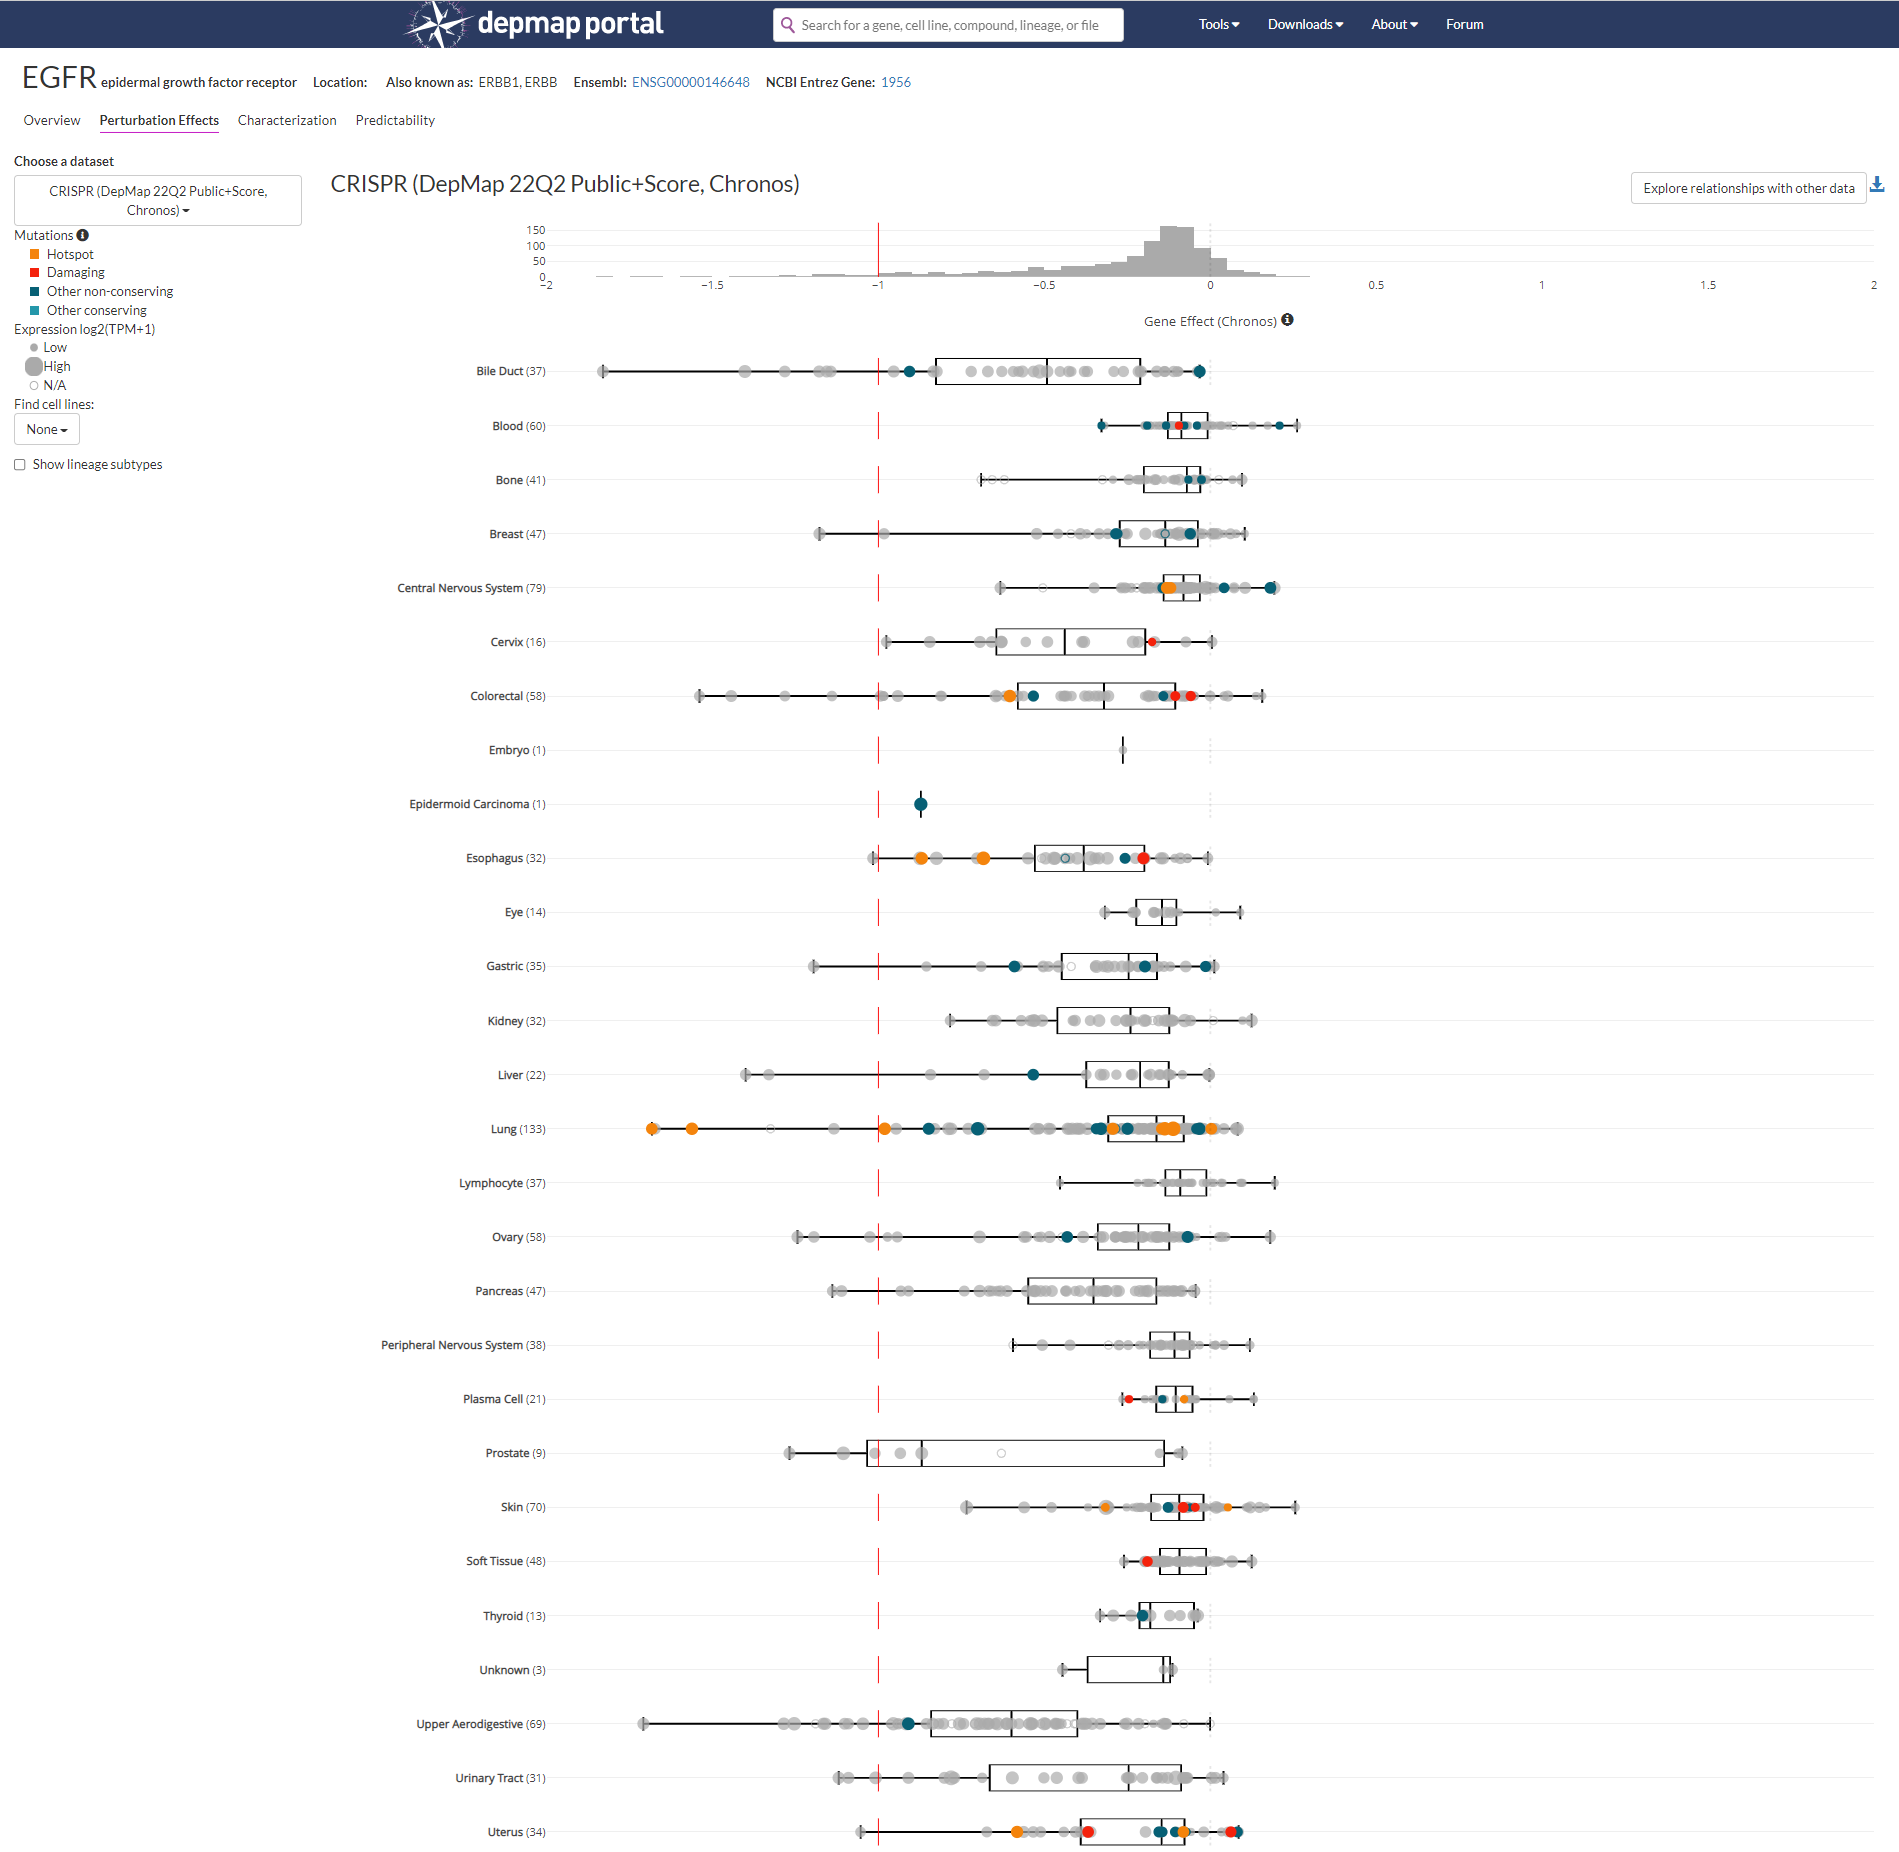 depmap portal
Search for a gene, cell line, compound, lineage, or file
Tools Downloads About Forum
EGFR epidermal growth factor receptor Location: Also known as: ERBB1, ERBB Ensembl: ENSG00000146648 NCBI Entrez Gene: 1956
Overview Perturbation Effects Characterization Predictability
Choose a dataset
CRISPR (DepMap 22Q2 Public+Score,
Chronos)
Mutations
Hotspot
Damaging
Other non-conserving
Other conserving
Expression log2(TPM+1)
Low
High
N/A
Find cell lines:
None
Show lineage subtypes
CRISPR (DepMap 22Q2 Public+Score, Chronos)
Explore relationships with other data
150
100
50
0
−2 −1.5 −1 −0.5 0 0.5 1 1.5 2
Gene Effect (Chronos)
Bile Duct (37)
Blood (60)
Bone (41)
Breast (47)
Central Nervous System (79)
Cervix (16)
Colorectal (58)
Embryo (1)
Epidermoid Carcinoma (1)
Esophagus (32)
Eye (14)
Gastric (35)
Kidney (32)
Liver (22)
Lung (133)
Lymphocyte (37)
Ovary (58)
Pancreas (47)
Peripheral Nervous System (38)
Plasma Cell (21)
Prostate (9)
Skin (70)
Soft Tissue (48)
Thyroid (13)
Unknown (3)
Upper Aerodigestive (69)
Urinary Tract (31)
Uterus (34)